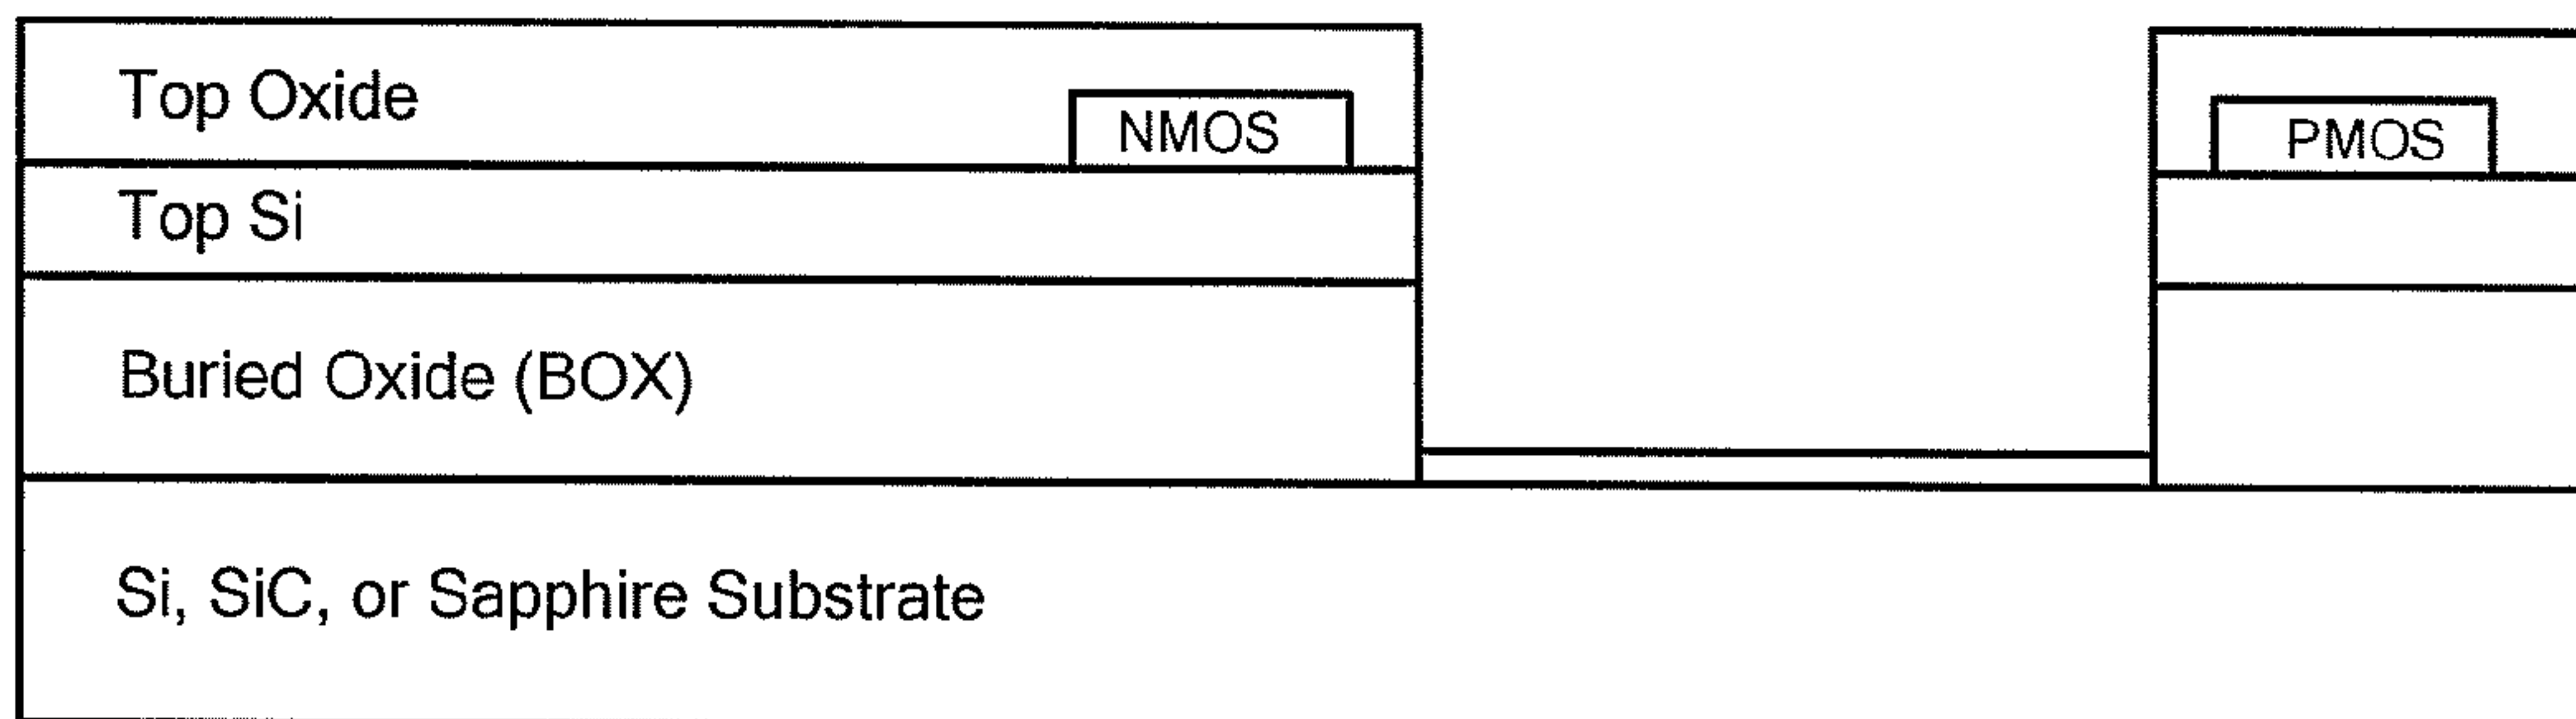 Top Oxide
NMOS
PMOS
Top Si
Buried Oxide (BOX)
Si, SiC, or Sapphire Substrate